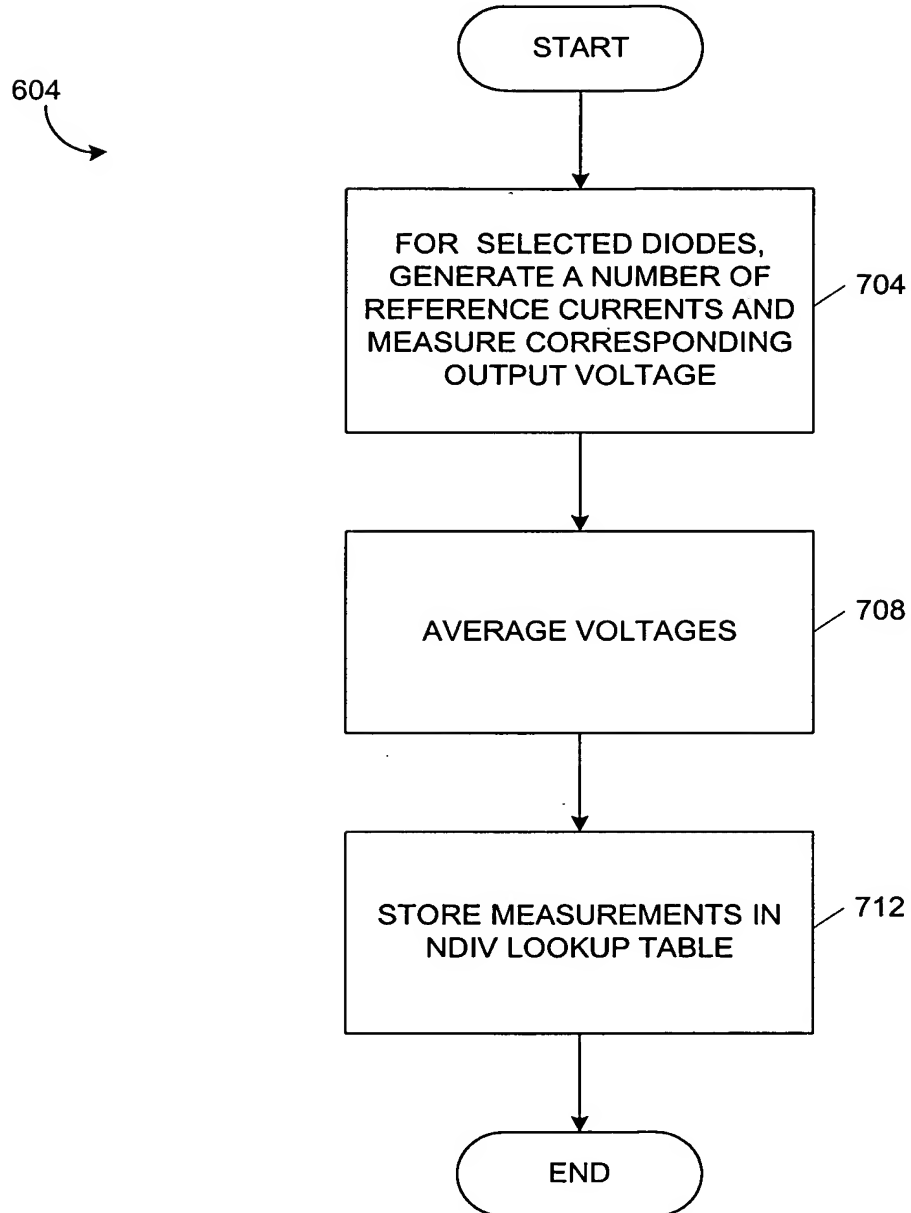 START
604
FOR SELECTED DIODES,
GENERATE A NUMBER OF
REFERENCE CURRENTS AND
MEASURE CORRESPONDING
OUTPUT VOLTAGE
704
AVERAGE VOLTAGES
708
STORE MEASUREMENTS IN
NDIV LOOKUP TABLE
712
END